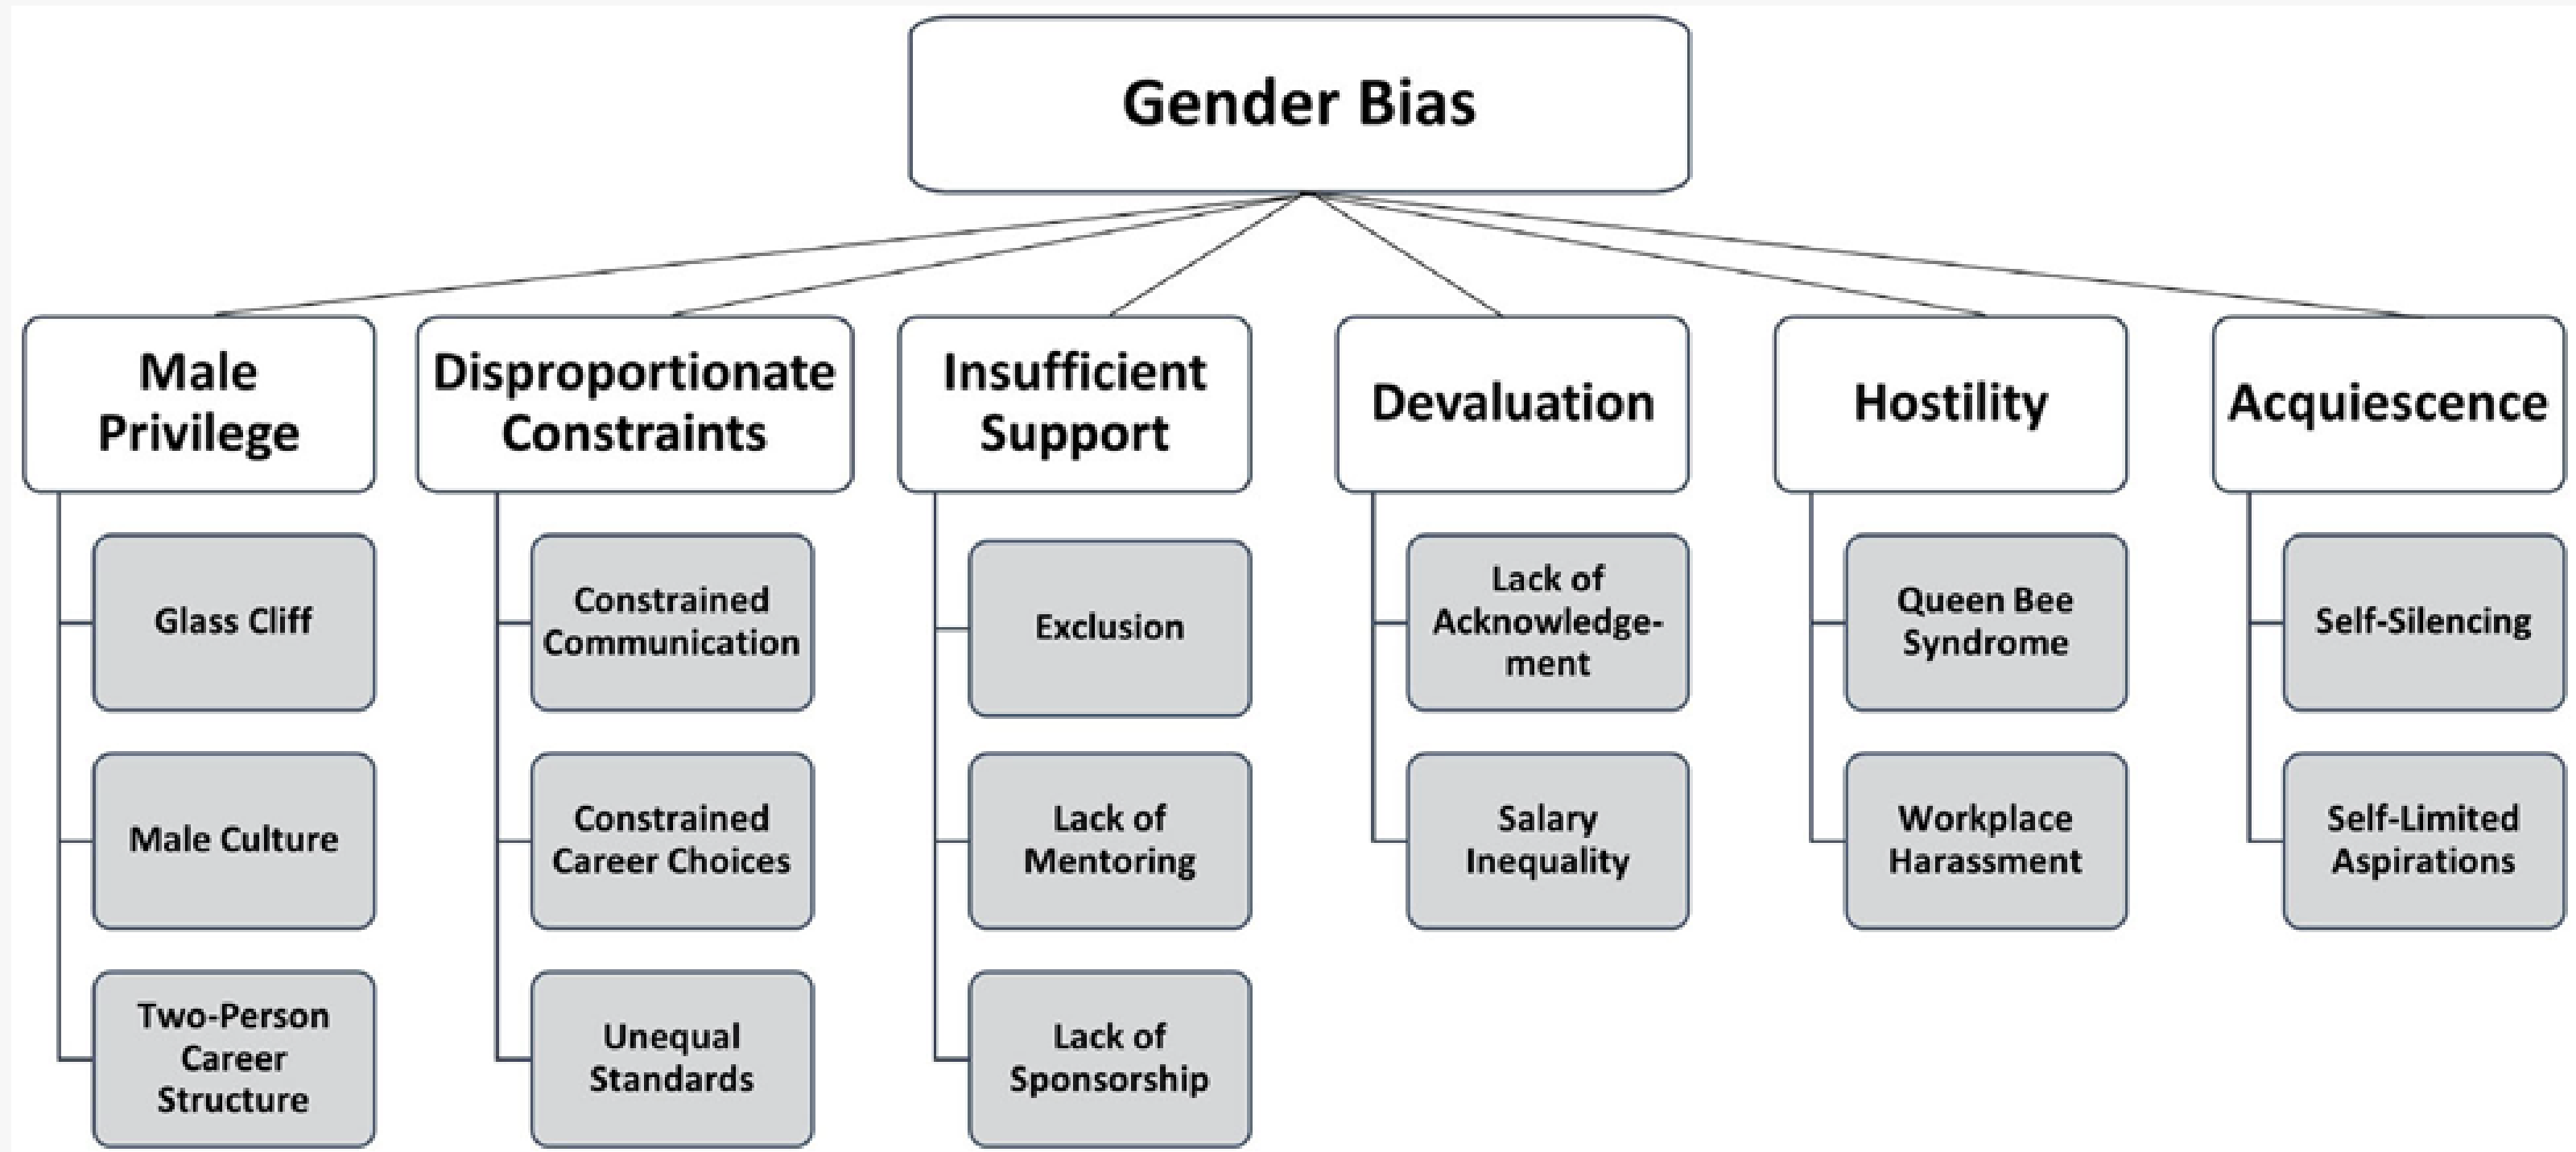 Gender Bias
Male
Privilege
Disproportionate
Constraints
Insufficient
Support
Devaluation
Hostility
Acquiescence
Glass Cliff
Male Culture
Two-Person
Career
Structure
Constrained
Communication
Constrained
Career Choices
Unequal
Standards
Exclusion
Lack of
Mentoring
Lack of
Sponsorship
Lack of
Acknowledge-
ment
Salary
Inequality
Queen Bee
Syndrome
Workplace
Harassment
Self-Silencing
Self-Limited
Aspirations